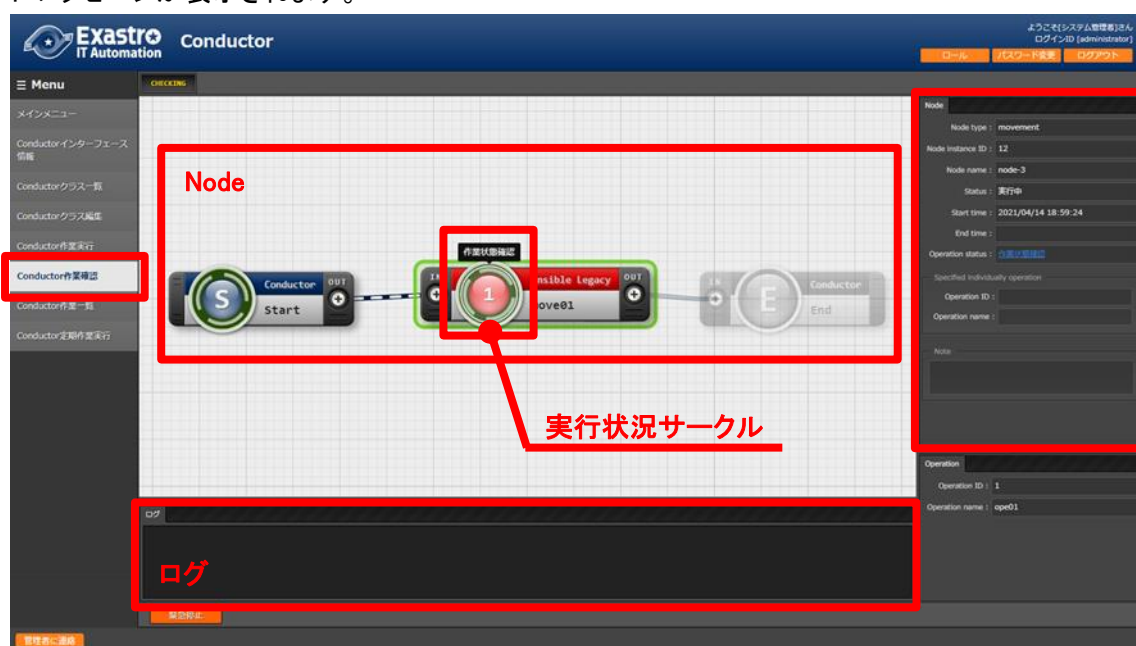 Exastro
IT Automation
Conductor
ようこそ[システム管理者]さん
ログインID [administrator]
ロール
パスワード変更
ログアウト
Menu
CHECKING
メインメニュー
Conductorインターフェース
情報
Conductorクラス一覧
Conductorクラス編集
Conductor作業実行
Conductor作業確認
Conductor作業一覧
Conductor定期作業実行
Node
作業状態確認
S
Conductor
Start
OUT
IN
1
nsible Legacy
ove01
OUT
IN
E
Conductor
End
実行状況サークル
ログ
ログ
緊急停止
管理者に連絡
Node
Node type : movement
Node instance ID : 12
Node name : node-3
Status : 実行中
Start time : 2021/04/14 18:59:24
End time :
Operation status : 作業状態確認
Specified individually operation
Operation ID :
Operation name :
Note
Operation
Operation ID : 1
Operation name : ope01